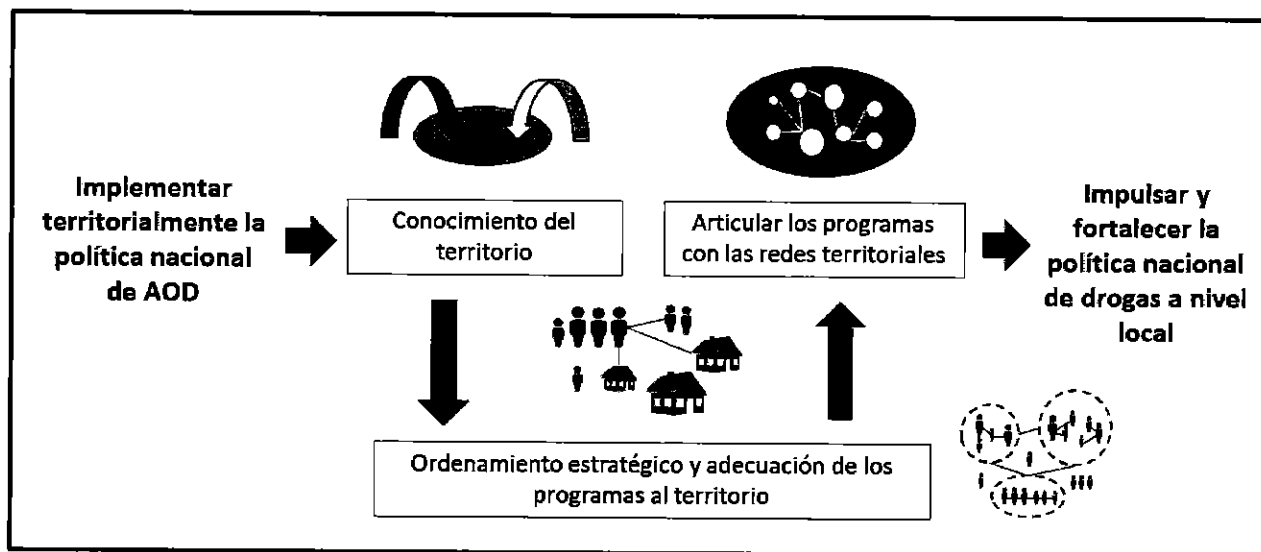 Implementar
territorialmente la
política nacional
de AOD
Conocimiento del
territorio
Ordenamiento estratégico y adecuación de los
programas al territorio
Articular los programas
con las redes territoriales
Impulsar y
fortalecer la
política nacional
de drogas a nivel
local